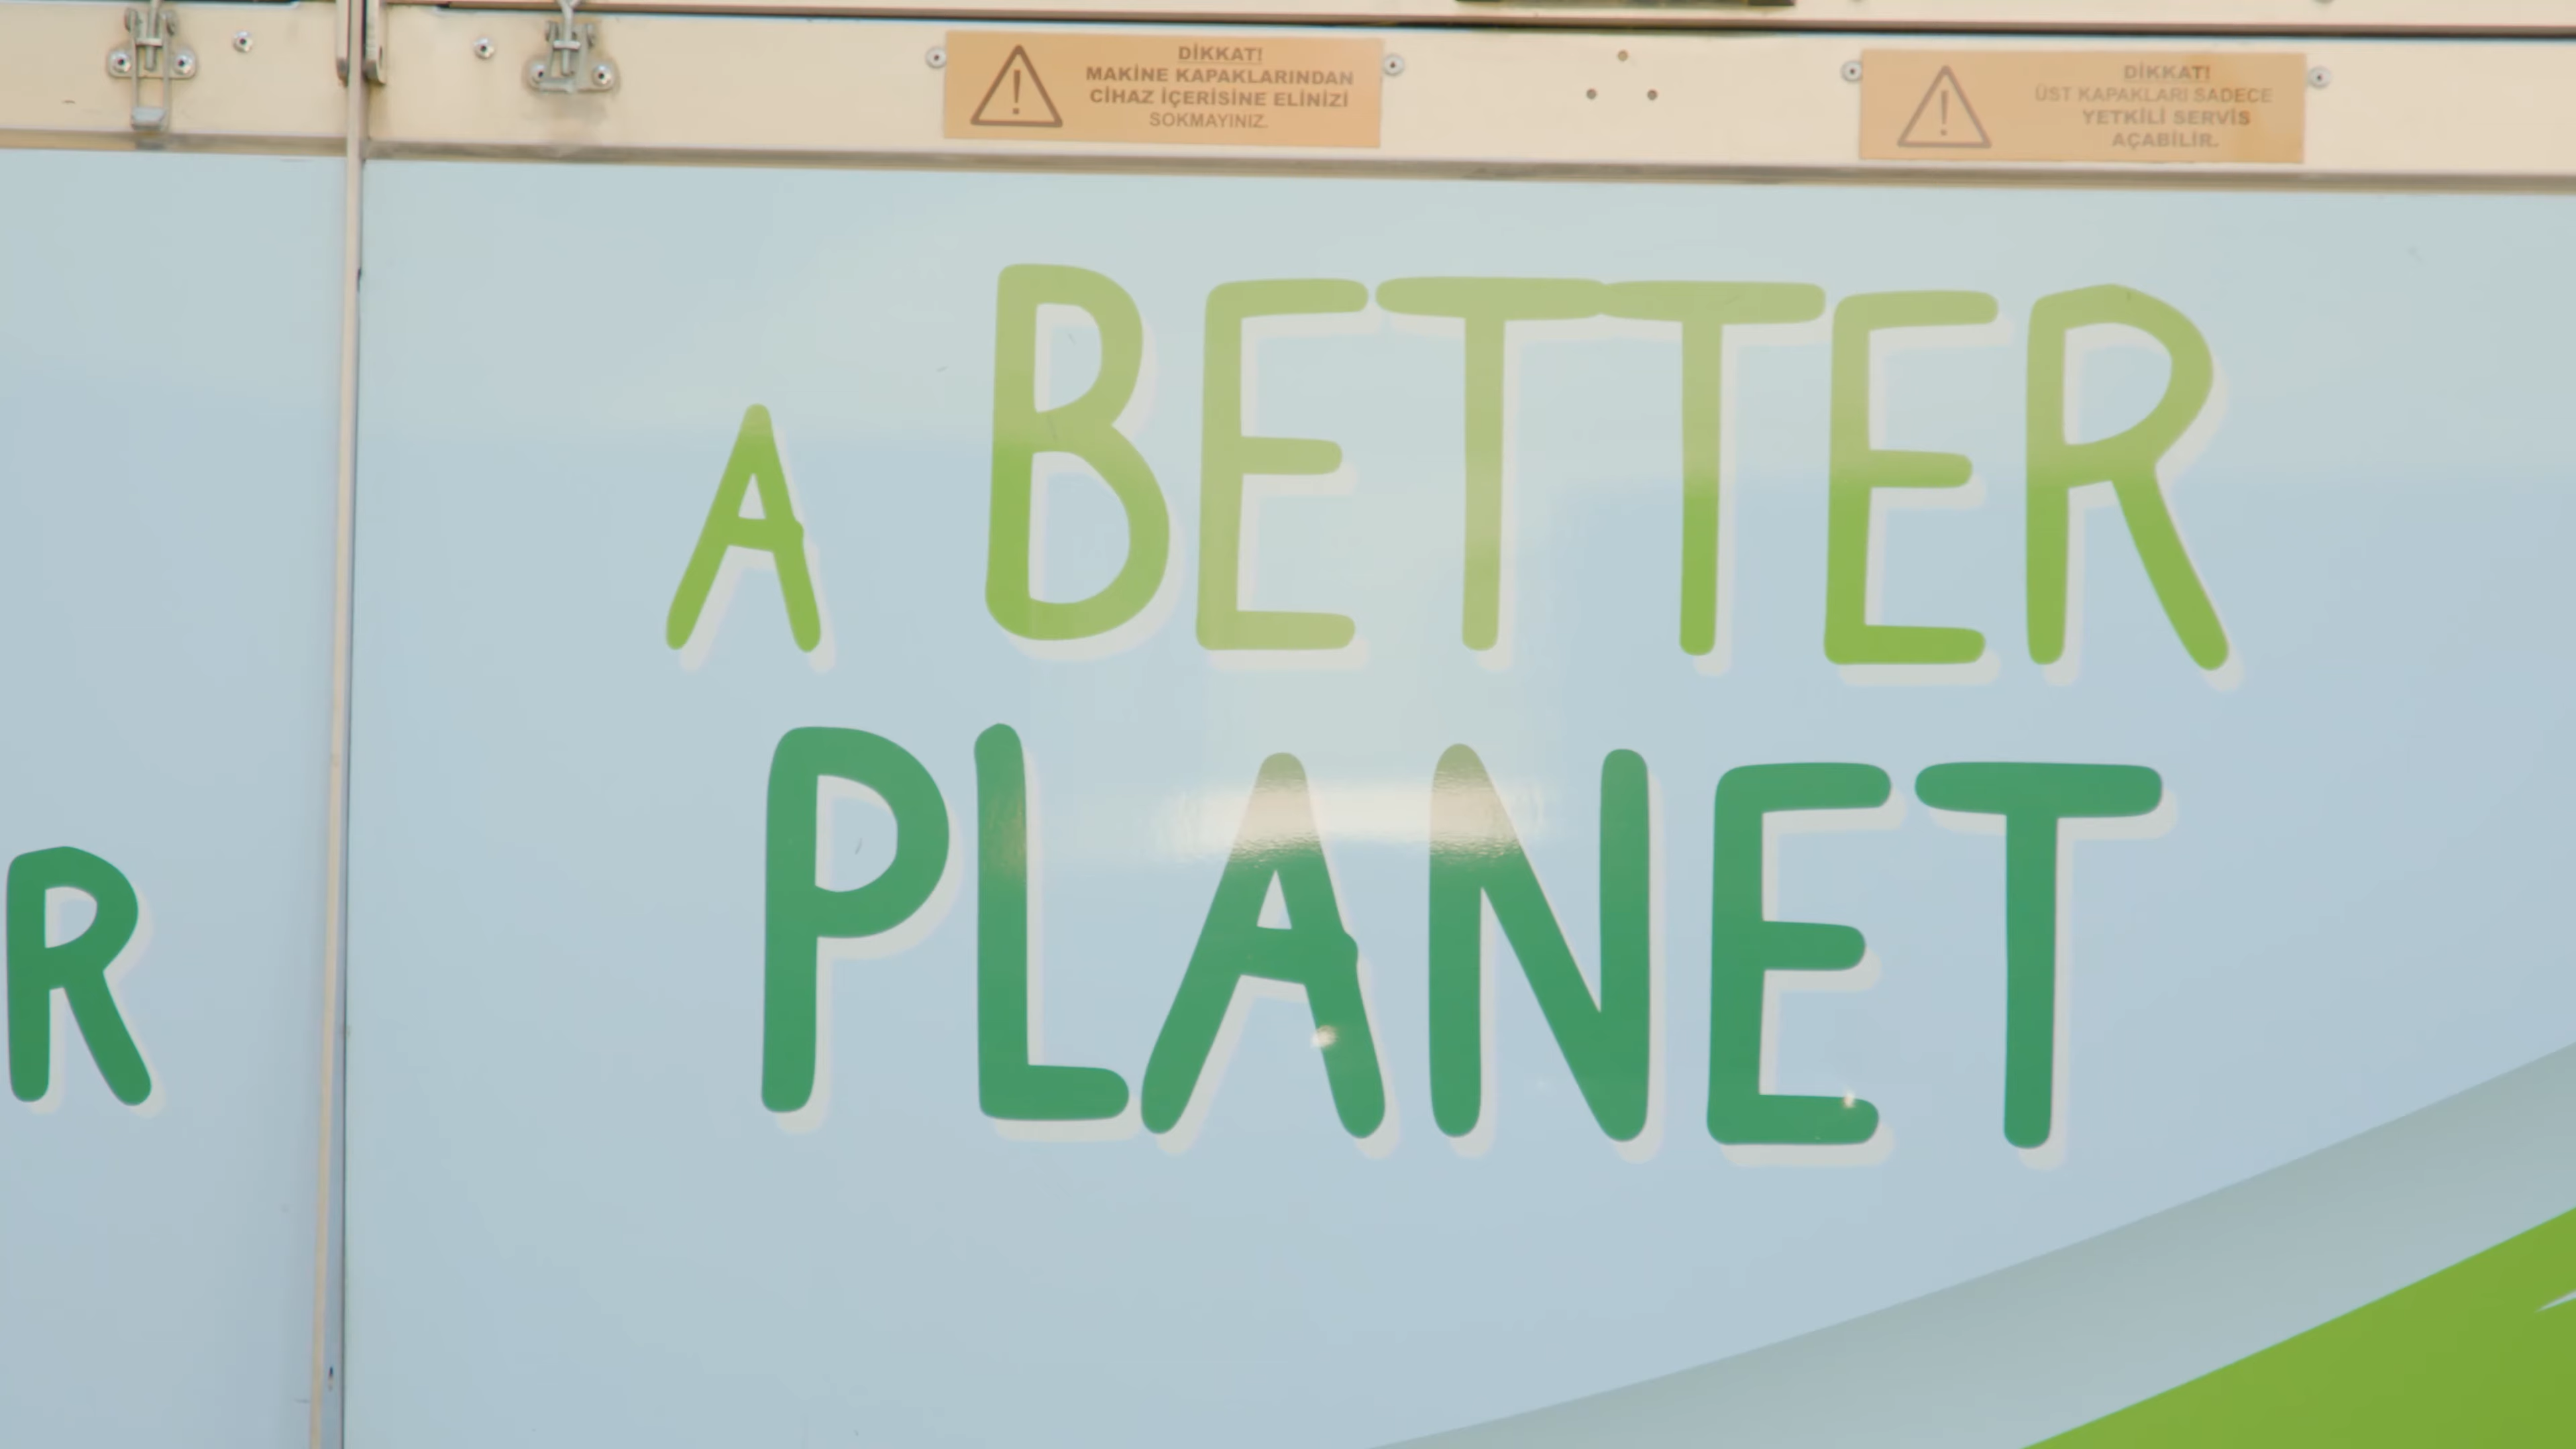 DİKKAT!
MAKİNE KAPAKLARINDAN
CİHAZ İÇERİSİNE ELİNİZİ
SOKMAYINIZ.
DİKKAT!
ÜST KAPAKLARI SADECE
YETKİLİ SERVİS
AÇABİLİR.
A BETTER
PLANET
R